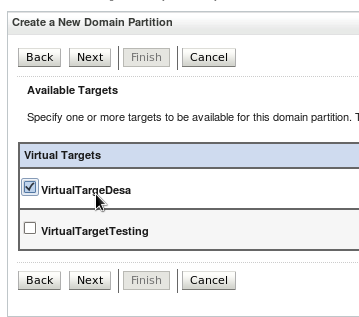 Create a New Domain Partition
Back Next Finish Cancel
Available Targets
Specify one or more targets to be available for this domain partition. T
Virtual Targets
VirtualTargeDesa
VirtualTargetTesting
Back Next Finish Cancel